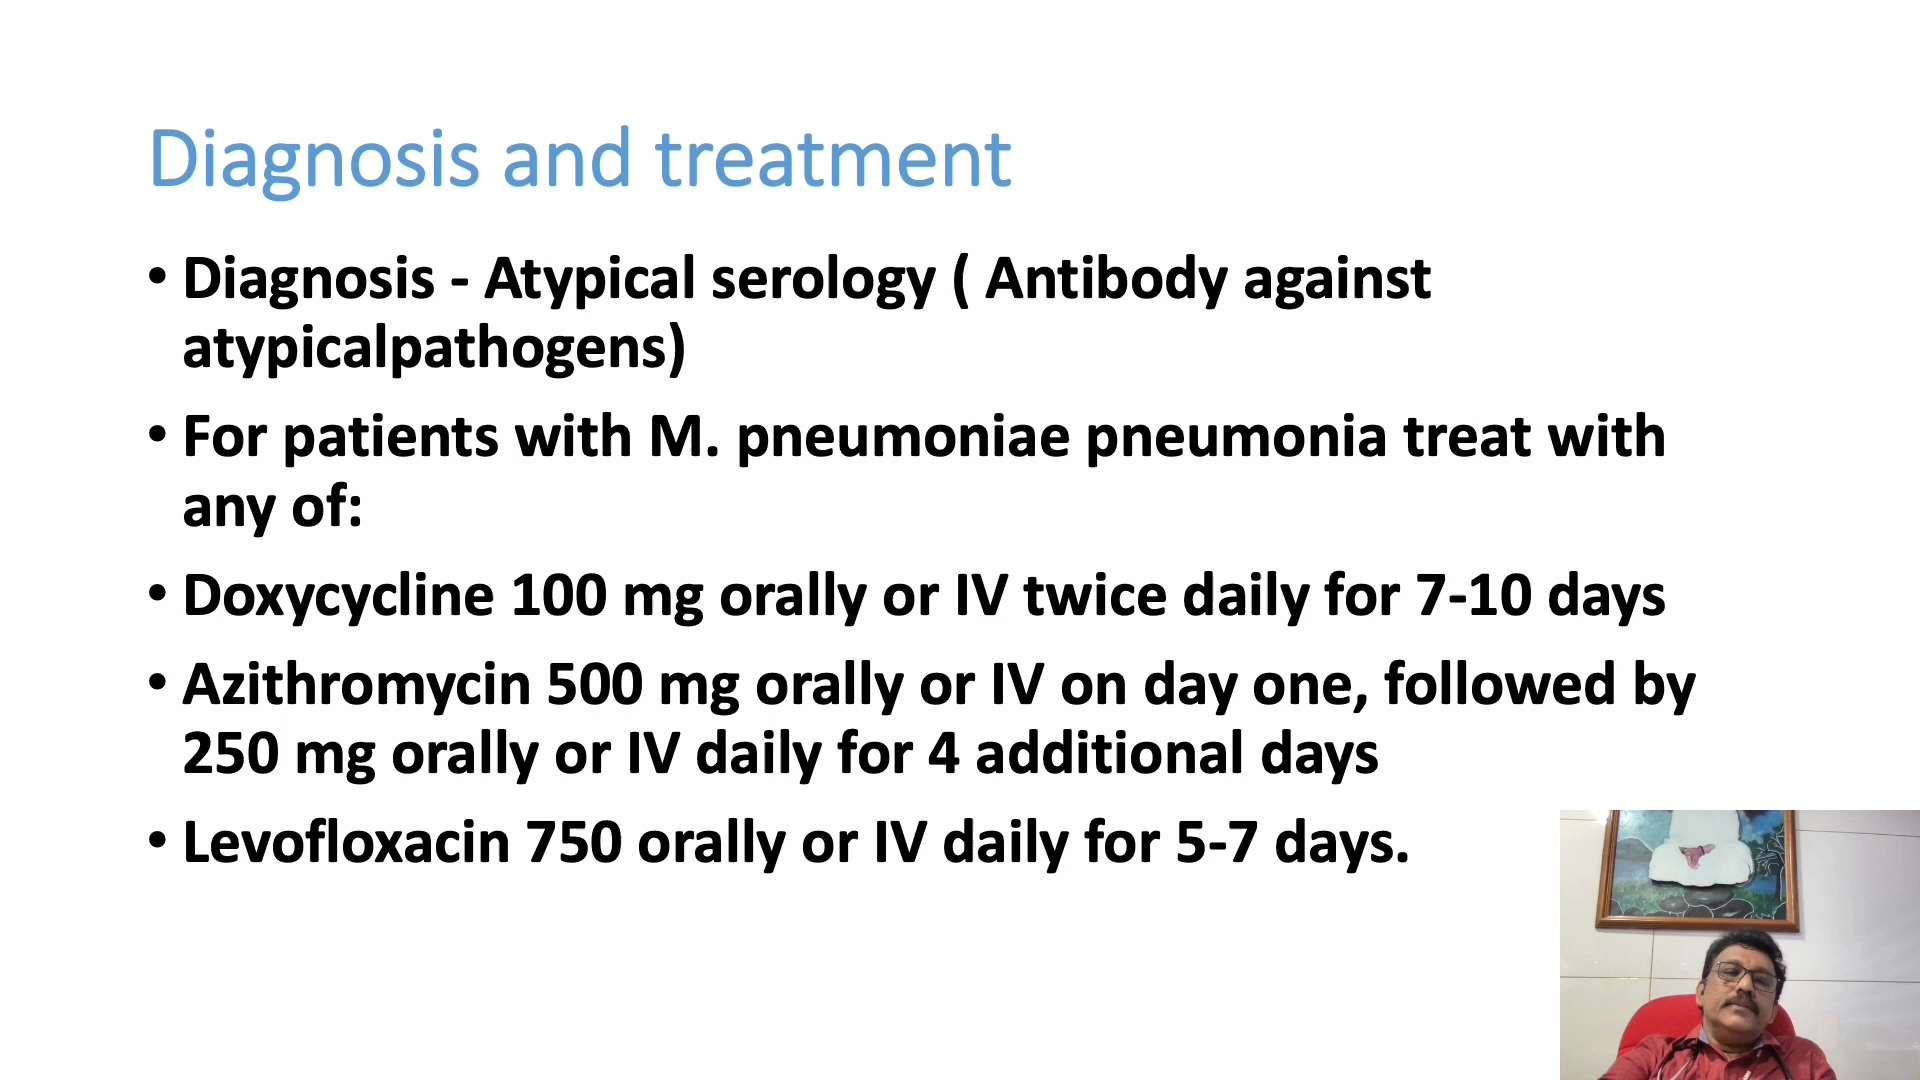 Diagnosis and treatment
• Diagnosis - Atypical serology ( Antibody against
atypicalpathogens)
• For patients with M. pneumoniae pneumonia treat with
any of:
• Doxycycline 100 mg orally or IV twice daily for 7-10 days
• Azithromycin 500 mg orally or IV on day one, followed by
250 mg orally or IV daily for 4 additional days
• Levofloxacin 750 orally or IV daily for 5-7 days.